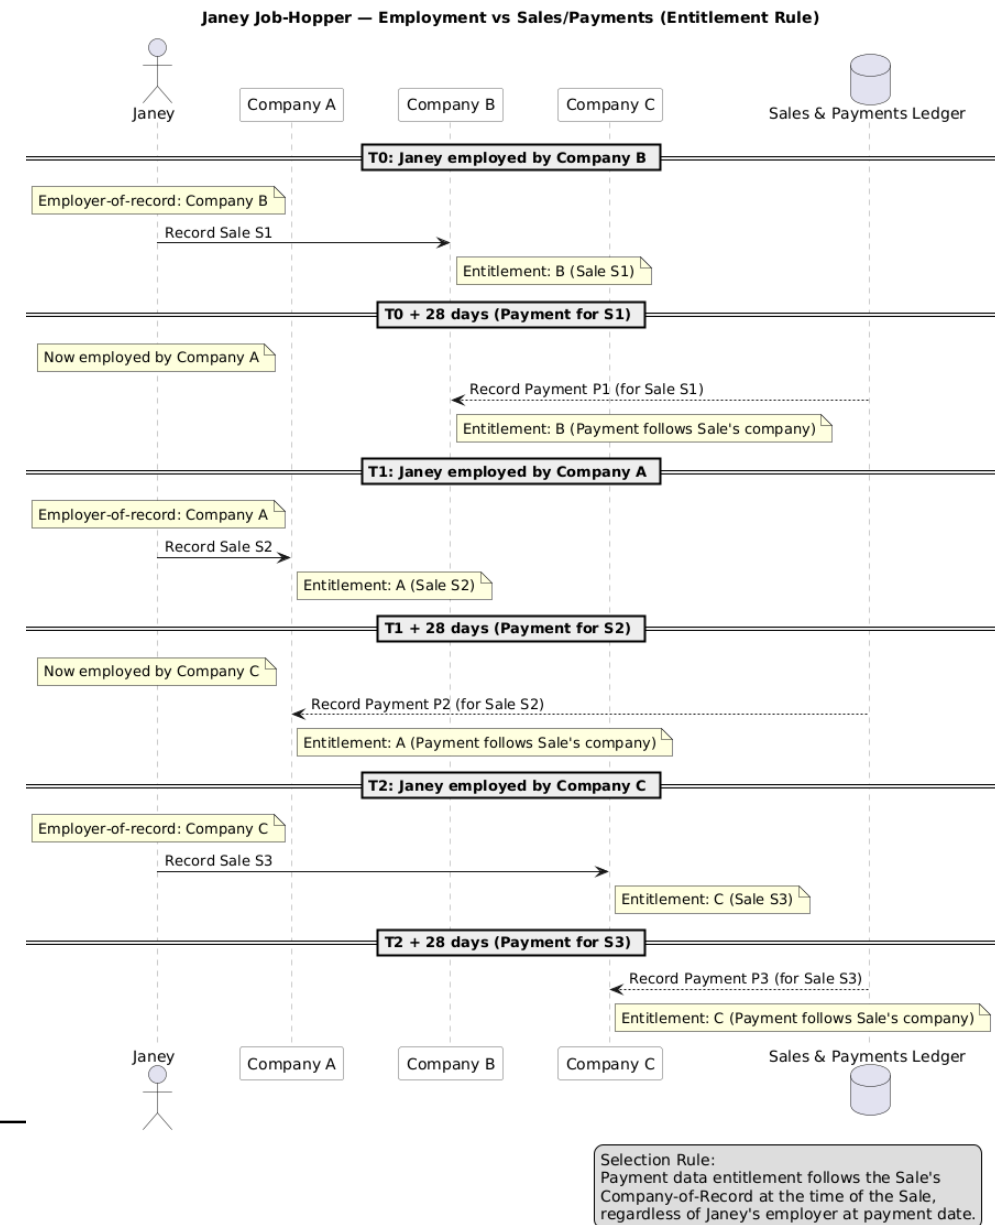 Janey Job-Hopper — Employment vs Sales/Payments (Entitlement Rule)
Janey
Company A
Company B
Company C
Sales & Payments Ledger
T0: Janey employed by Company B
Employer-of-record: Company B
Record Sale S1
Entitlement: B (Sale S1)
T0 + 28 days (Payment for S1)
Now employed by Company A
Record Payment P1 (for Sale S1)
Entitlement: B (Payment follows Sale's company)
T1: Janey employed by Company A
Employer-of-record: Company A
Record Sale S2
Entitlement: A (Sale S2)
T1 + 28 days (Payment for S2)
Now employed by Company C
Record Payment P2 (for Sale S2)
Entitlement: A (Payment follows Sale's company)
T2: Janey employed by Company C
Employer-of-record: Company C
Record Sale S3
Entitlement: C (Sale S3)
T2 + 28 days (Payment for S3)
Record Payment P3 (for Sale S3)
Entitlement: C (Payment follows Sale's company)
Janey
Company A
Company B
Company C
Sales & Payments Ledger
Selection Rule:
Payment data entitlement follows the Sale's
Company-of-Record at the time of the Sale,
regardless of Janey's employer at payment date.